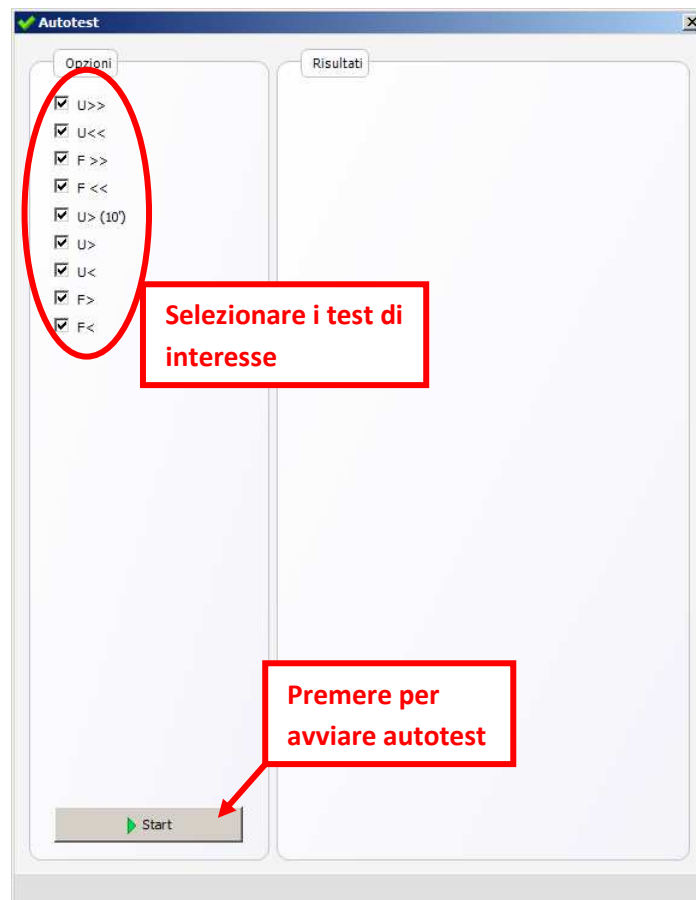 Autotest
Opzioni
Risultati
U>>
U<<
F >>
F <<
U> (10')
U>
U<
F>
F<
Selezionare i test di
interesse
Premere per
avviare autotest
Start